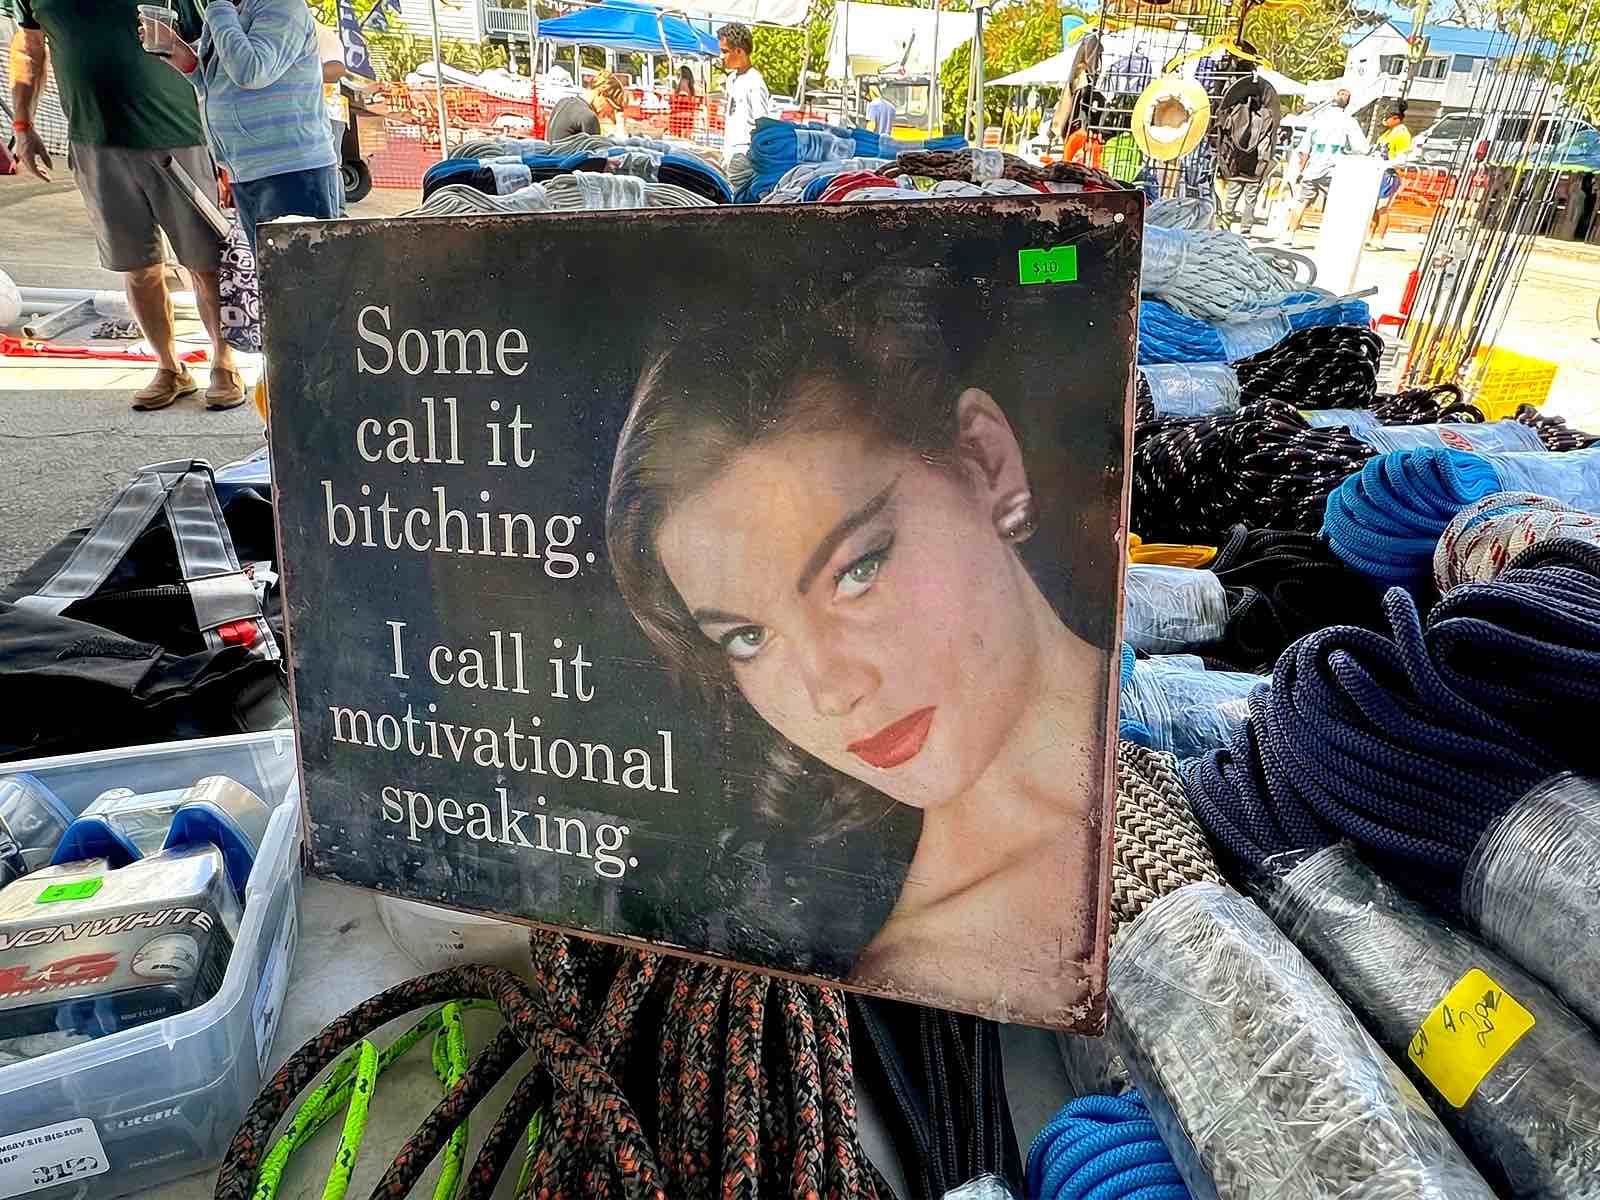 $10
Some
call it
bitching.
I call it
motivational
speaking.